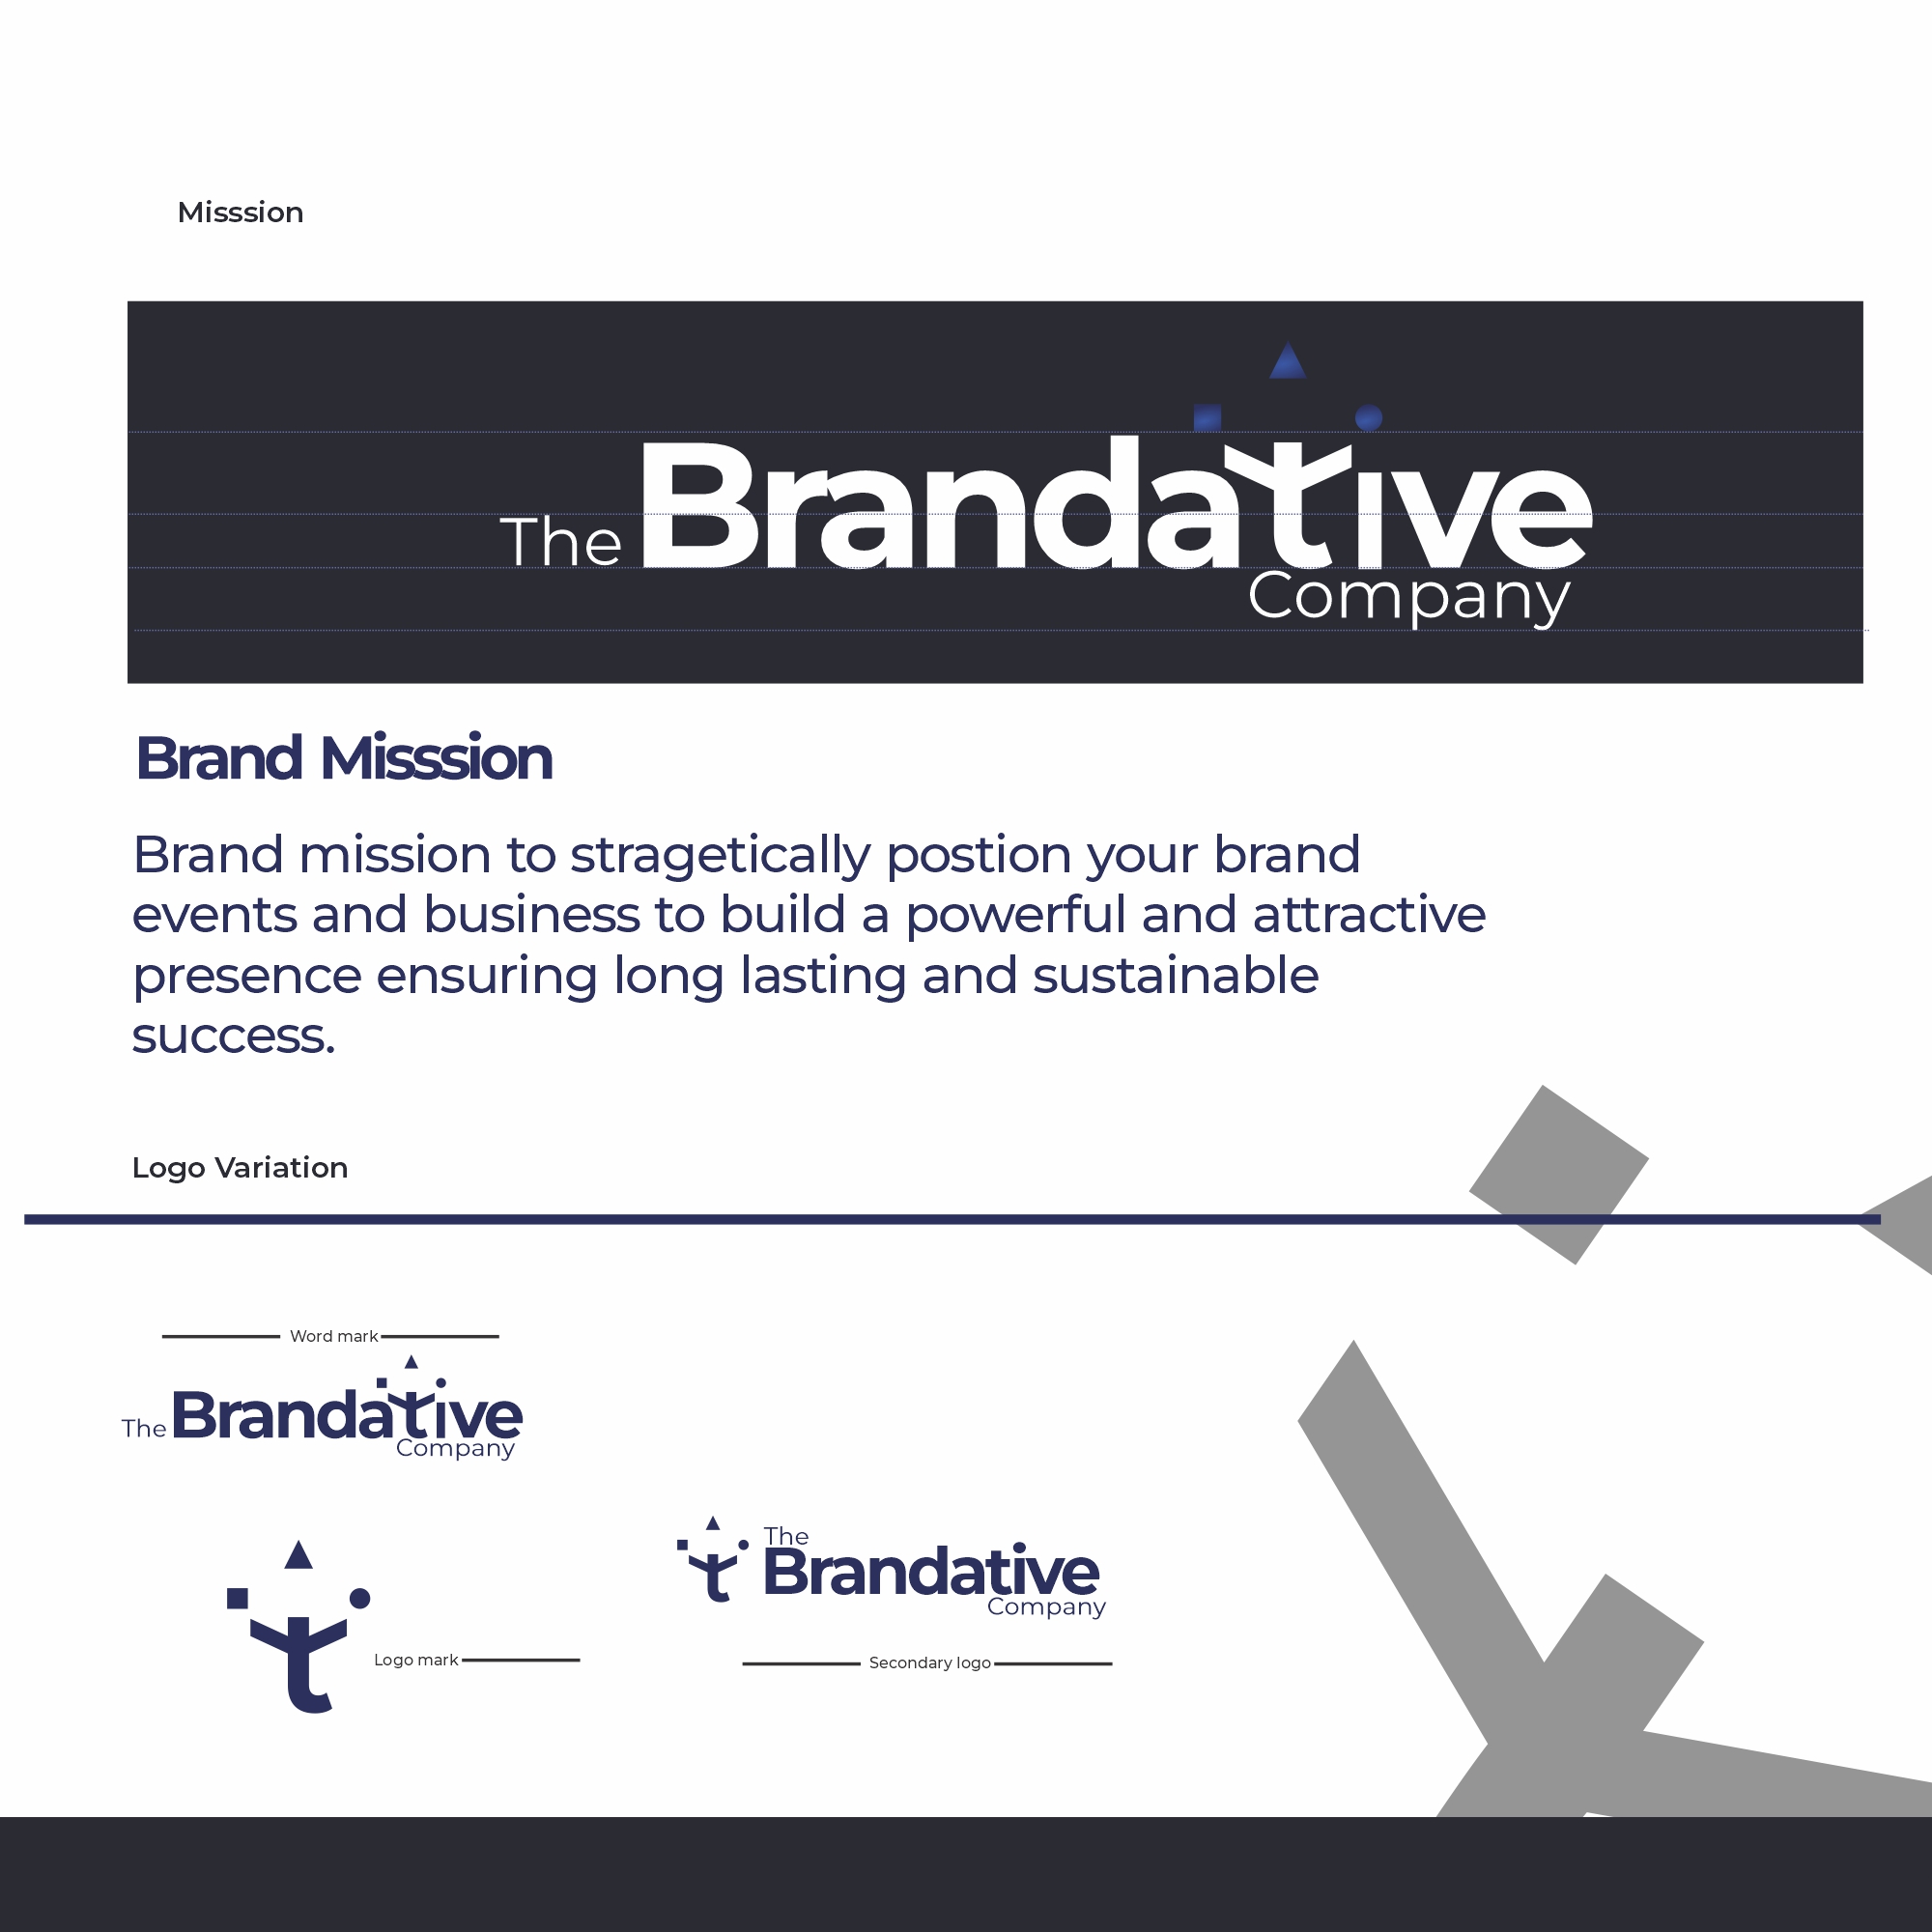 Misssion
The Brandative
Company
Brand Misssion
Brand mission to stragetically postion your brand
events and business to build a powerful and attractive
presence ensuring long lasting and sustainable
success.
Logo Variation
Word mark
The Brandative
Company
t
Logo mark
t
The
Brandative
Company
Secondary logo